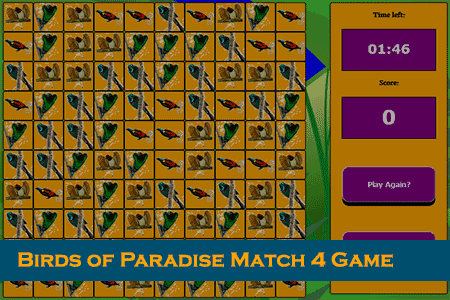 Time left:
01:46
Score:
0
Play Again?
Birds of Paradise Match 4 Game